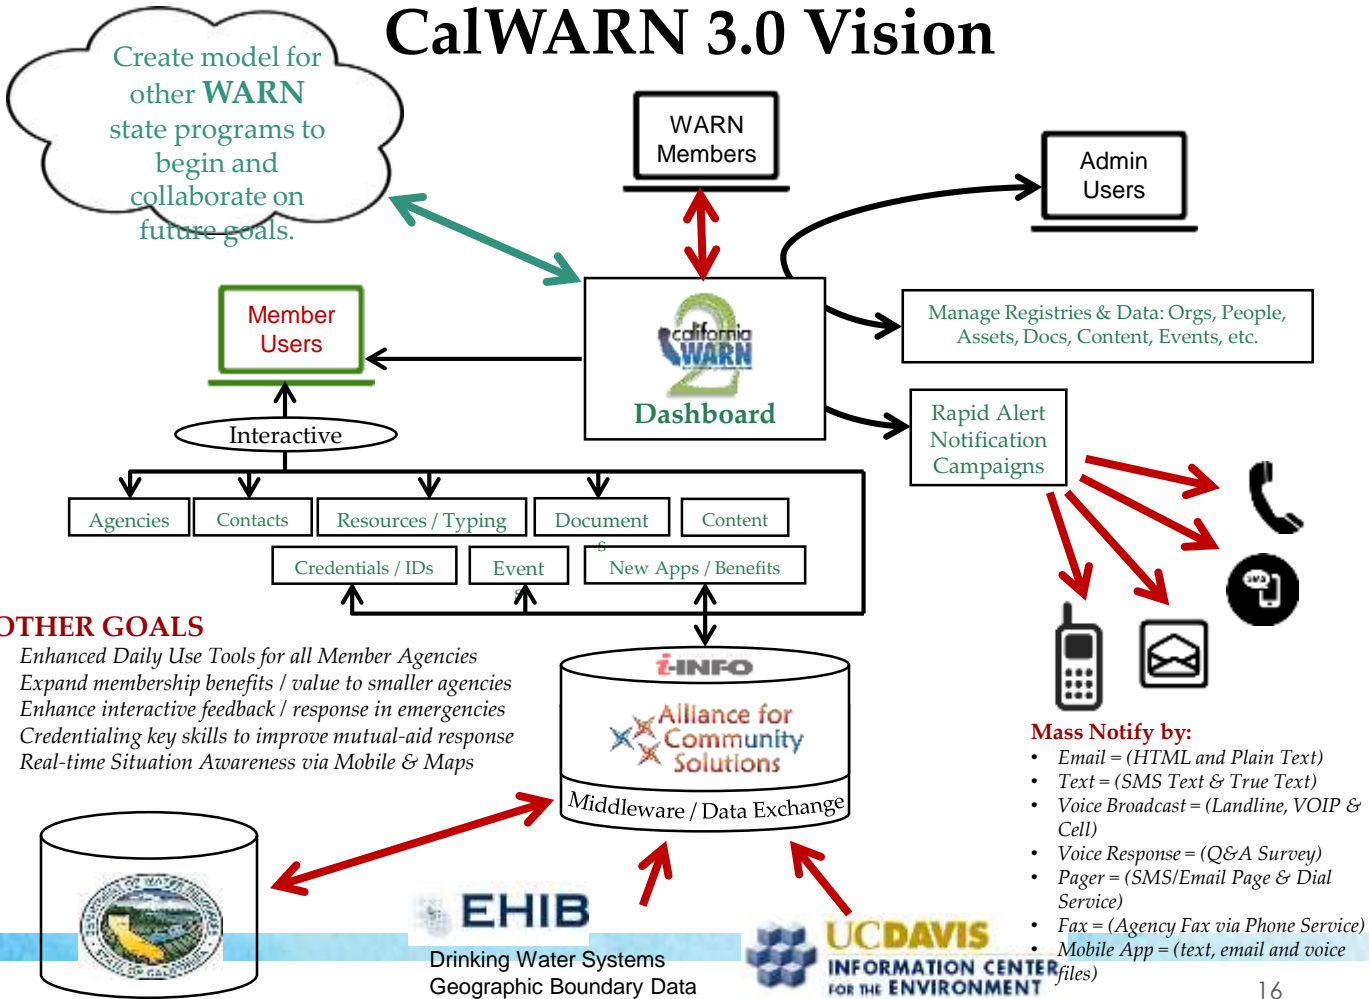 CalWARN 3.0 Vision
Create model for
other WARN
state programs to
begin and
collaborate on
future goals.
WARN
Members
Admin
Users
Member
Users
california
WARN
2
Dashboard
Manage Registries & Data: Orgs, People,
Assets, Docs, Content, Events, etc.
Rapid Alert
Notification
Campaigns
Interactive
Agencies
Contacts
Resources / Typing
Document
s
Content
Credentials / IDs
Event
s
New Apps / Benefits
SMS
OTHER GOALS
Enhanced Daily Use Tools for all Member Agencies
Expand membership benefits / value to smaller agencies
Enhance interactive feedback / response in emergencies
Credentialing key skills to improve mutual-aid response
Real-time Situation Awareness via Mobile & Maps
i-INFO
Alliance for
Community
Solutions
Middleware / Data Exchange
Mass Notify by:
• Email = (HTML and Plain Text)
• Text = (SMS Text & True Text)
• Voice Broadcast = (Landline, VOIP &
Cell)
• Voice Response = (Q&A Survey)
• Pager = (SMS/Email Page & Dial
Service)
• Fax = (Agency Fax via Phone Service)
• Mobile App = (text, email and voice
files)
EHIB
Drinking Water Systems
Geographic Boundary Data
UCDAVIS
INFORMATION CENTER
FOR THE ENVIRONMENT
16